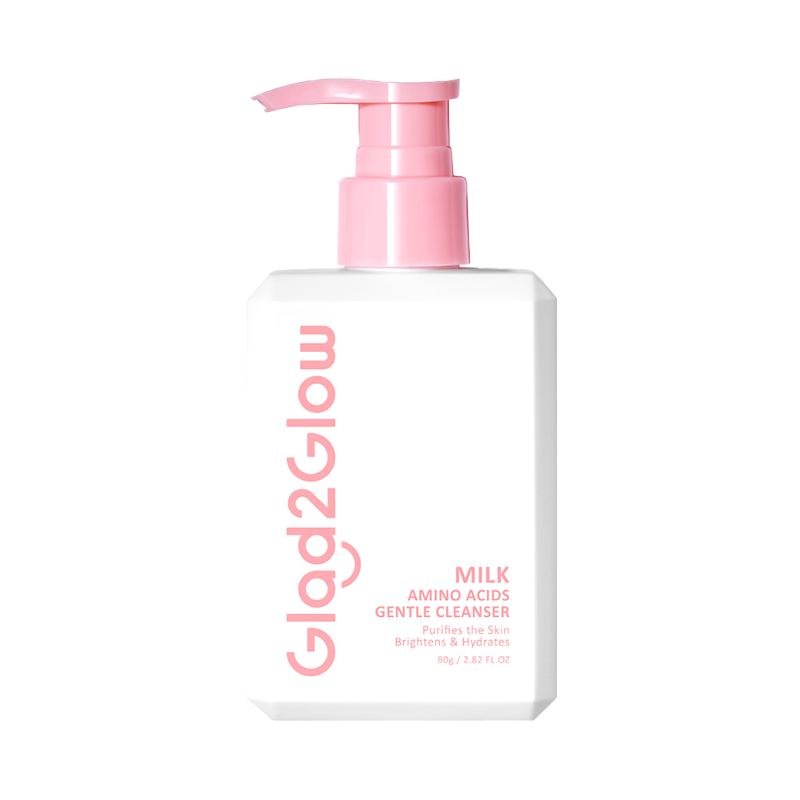 Glad2Glow
MILK
AMINO ACIDS
GENTLE CLEANSER
Purifies the Skin
Brightens & Hydrates
80g / 2.82 FL.OZ